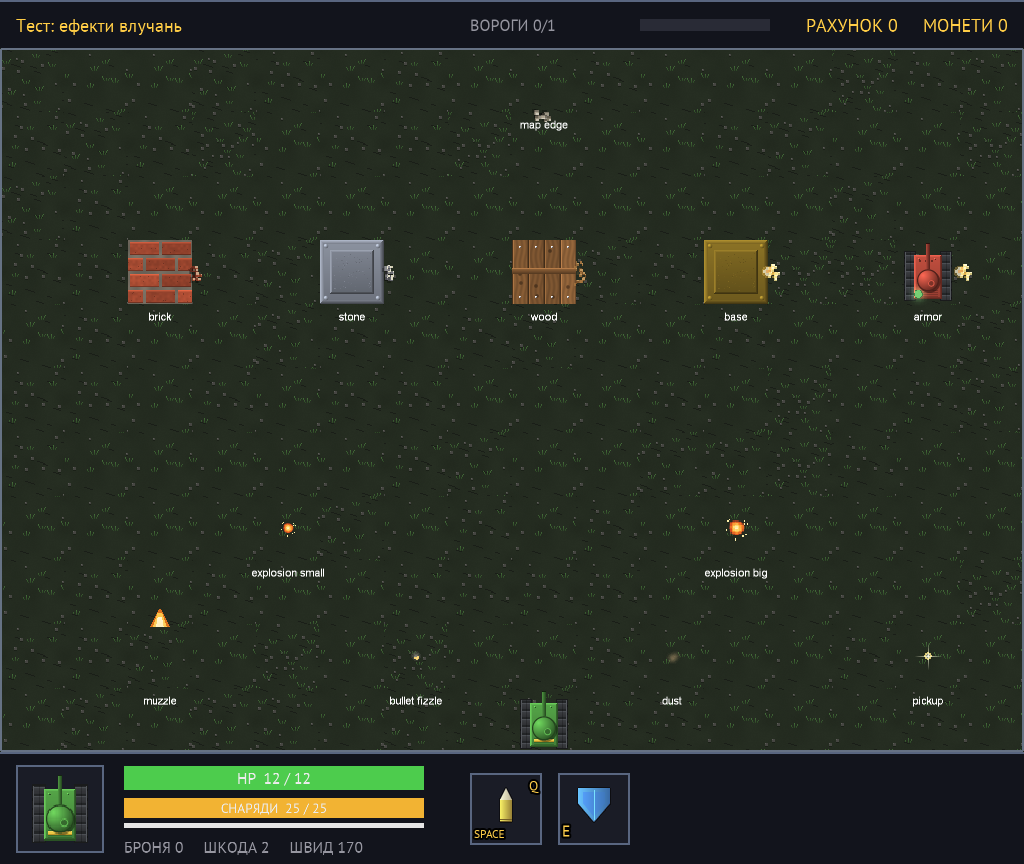 Тест: ефекти влучань
ВОРОГИ 0/1
РАХУНОК 0
МОНЕТИ 0
map edge
brick
stone
wood
base
armor
explosion small
explosion big
muzzle
bullet fizzle
dust
pickup
HP 12 / 12
СНАРЯДИ 25 / 25
БРОНЯ 0
ШКОДА 2
ШВИД 170
Q
SPACE
E